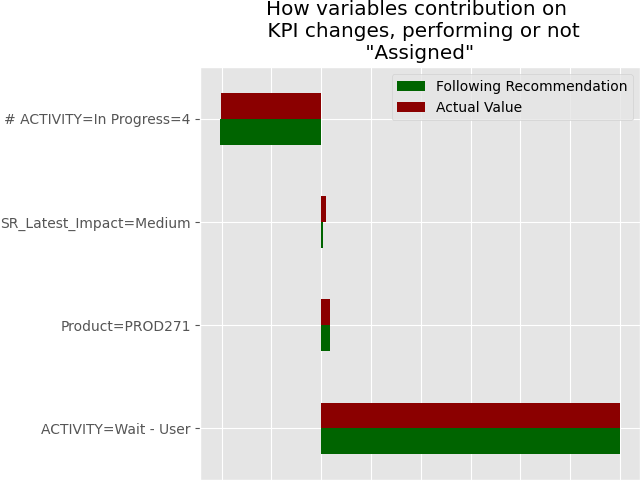 How variables contribution on
KPI changes, performing or not
"Assigned"
Following Recommendation
Actual Value
# ACTIVITY=In Progress=4
SR_Latest_Impact=Medium
Product=PROD271
ACTIVITY=Wait - User